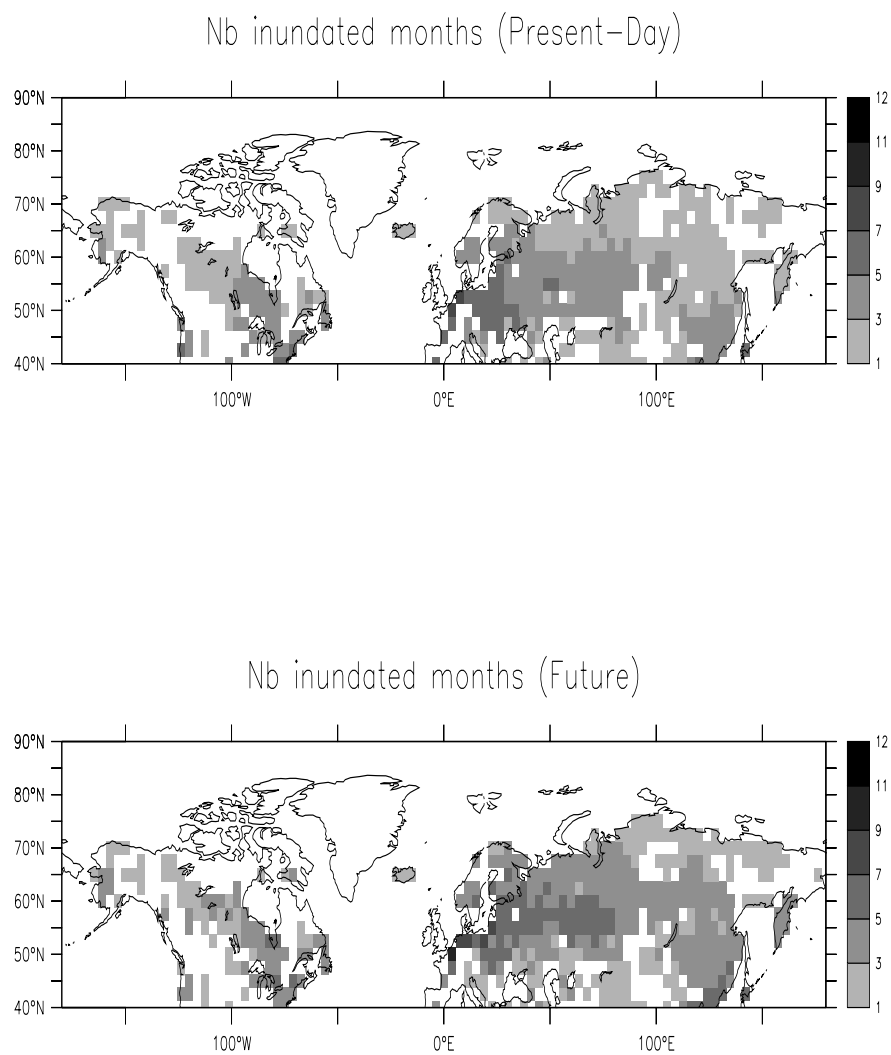 Nb inundated months (Present-Day)
90°N
80°N
70°N
60°N
50°N
40°N
100°W
0°E
100°E
12
11
9
7
5
3
1
Nb inundated months (Future)
90°N
80°N
70°N
60°N
50°N
40°N
100°W
0°E
100°E
12
11
9
7
5
3
1